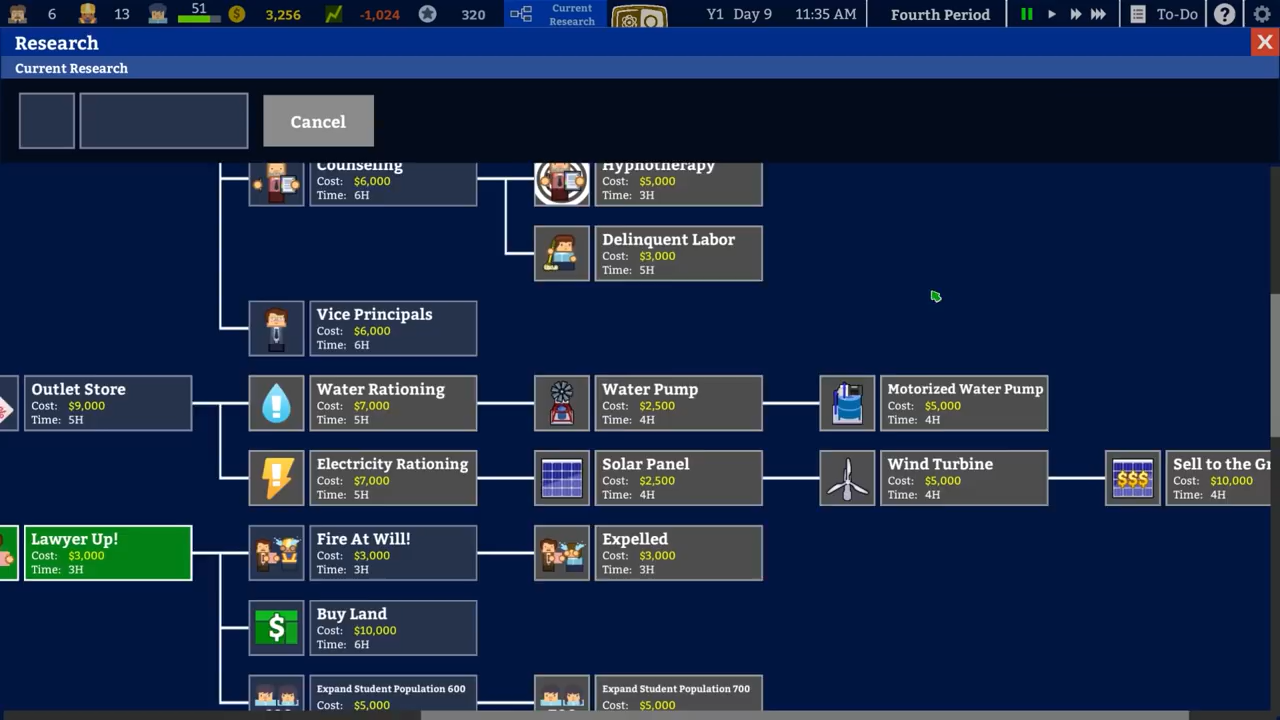 6 13 51 3,256 -1,024 320 Current Research Y1 Day 9 11:35 AM Fourth Period To-Do ?
Research X
Current Research
Cancel
Counseling
Cost: $6,000
Time: 6H
Hypnotherapy
Cost: $5,000
Time: 3H
Delinquent Labor
Cost: $3,000
Time: 5H
Vice Principals
Cost: $6,000
Time: 6H
Outlet Store
Cost: $9,000
Time: 5H
Water Rationing
Cost: $7,000
Time: 5H
Water Pump
Cost: $2,500
Time: 4H
Motorized Water Pump
Cost: $5,000
Time: 4H
Electricity Rationing
Cost: $7,000
Time: 5H
Solar Panel
Cost: $2,500
Time: 4H
Wind Turbine
Cost: $5,000
Time: 4H
$$$
Sell to the Gr
Cost: $10,000
Time: 4H
Lawyer Up!
Cost: $3,000
Time: 3H
Fire At Will!
Cost: $3,000
Time: 3H
Expelled
Cost: $3,000
Time: 3H
$
Buy Land
Cost: $10,000
Time: 6H
Expand Student Population 600
Cost: $5,000
Expand Student Population 700
Cost: $5,000